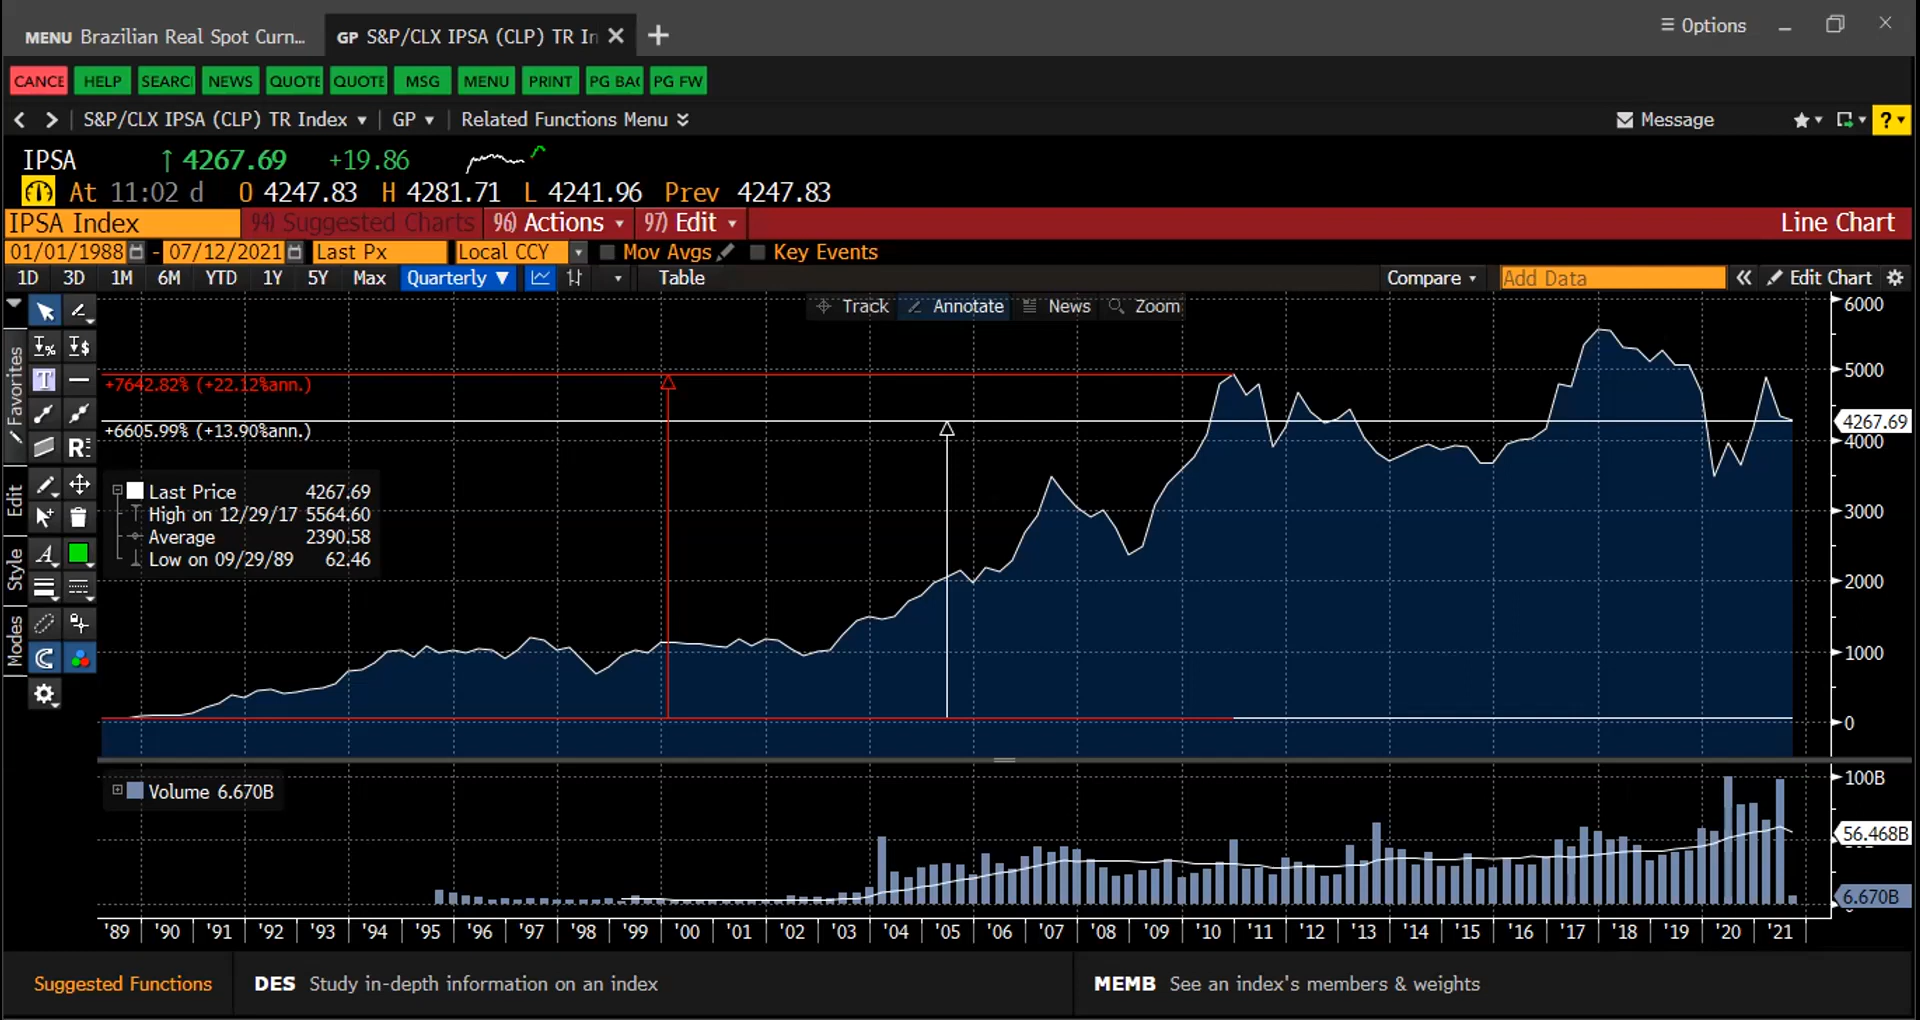 MENU Brazilian Real Spot Curn... GP S&P/CLX IPSA (CLP) TR In Options
CANCE HELP SEARC NEWS QUOTE QUOTE MSG MENU PRINT PG BAC PG FW
S&P/CLX IPSA (CLP) TR Index GP Related Functions Menu Message ?
IPSA ↑ 4267.69 +19.86
At 11:02 d O 4247.83 H 4281.71 L 4241.96 Prev 4247.83
IPSA Index 94) Suggested Charts 96) Actions 97) Edit Line Chart
01/01/1988 - 07/12/2021 Last Px Local CCY Mov Avgs Key Events
1D 3D 1M 6M YTD 1Y 5Y Max Quarterly ▼ Table Compare Add Data « Edit Chart
Track Annotate News Zoom
Favorites
Edit
Style
Modes
+7642.82% (+22.12%ann.)
+6605.99% (+13.90%ann.)
Last Price 4267.69
High on 12/29/17 5564.60
Average 2390.58
Low on 09/29/89 62.46
6000
5000
4267.69
4000
3000
2000
1000
0
Volume 6.670B
100B
56.468B
6.670B
'89 '90 '91 '92 '93 '94 '95 '96 '97 '98 '99 '00 '01 '02 '03 '04 '05 '06 '07 '08 '09 '10 '11 '12 '13 '14 '15 '16 '17 '18 '19 '20 '21
Suggested Functions DES Study in-depth information on an index MEMB See an index's members & weights